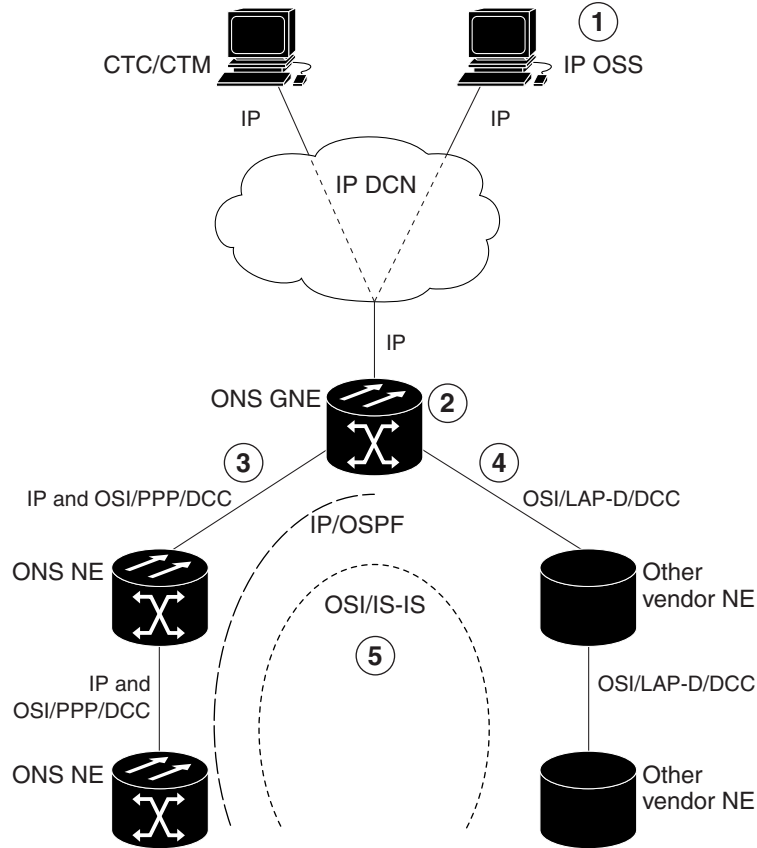 1
CTC/CTM
IP OSS
IP
IP
IP DCN
IP
ONS GNE
2
3
4
IP and OSI/PPP/DCC
OSI/LAP-D/DCC
IP/OSPF
ONS NE
Other
vendor NE
OSI/IS-IS
5
IP and
OSI/PPP/DCC
OSI/LAP-D/DCC
ONS NE
Other
vendor NE